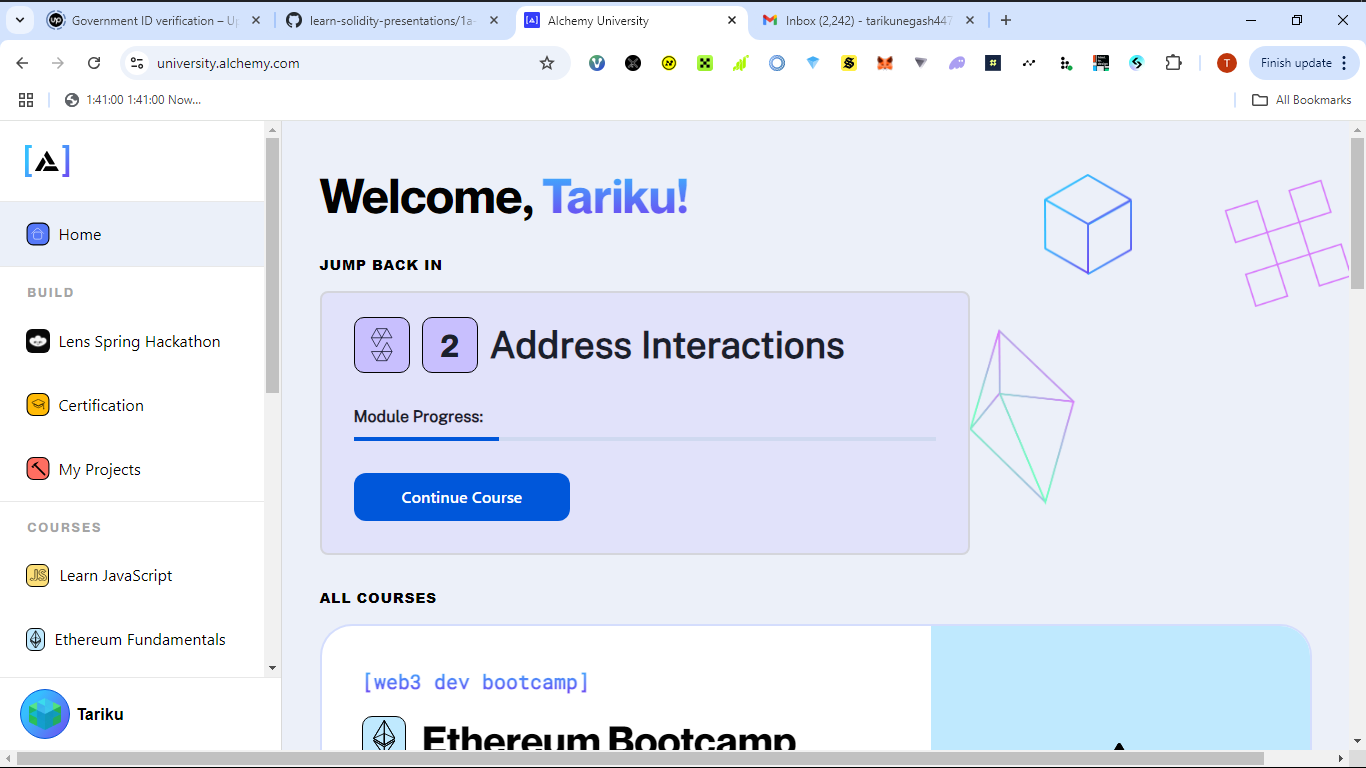 Government ID verification – Up
learn-solidity-presentations/1a-
Alchemy University
Inbox (2,242) - tarikunegash447
university.alchemy.com
T
Finish update
1:41:00 1:41:00 Now...
All Bookmarks
Home
BUILD
Lens Spring Hackathon
Certification
My Projects
COURSES
JS Learn JavaScript
Ethereum Fundamentals
Tariku
Welcome, Tariku!
JUMP BACK IN
2 Address Interactions
Module Progress:
Continue Course
ALL COURSES
[web3 dev bootcamp]
Ethereum Bootcamp